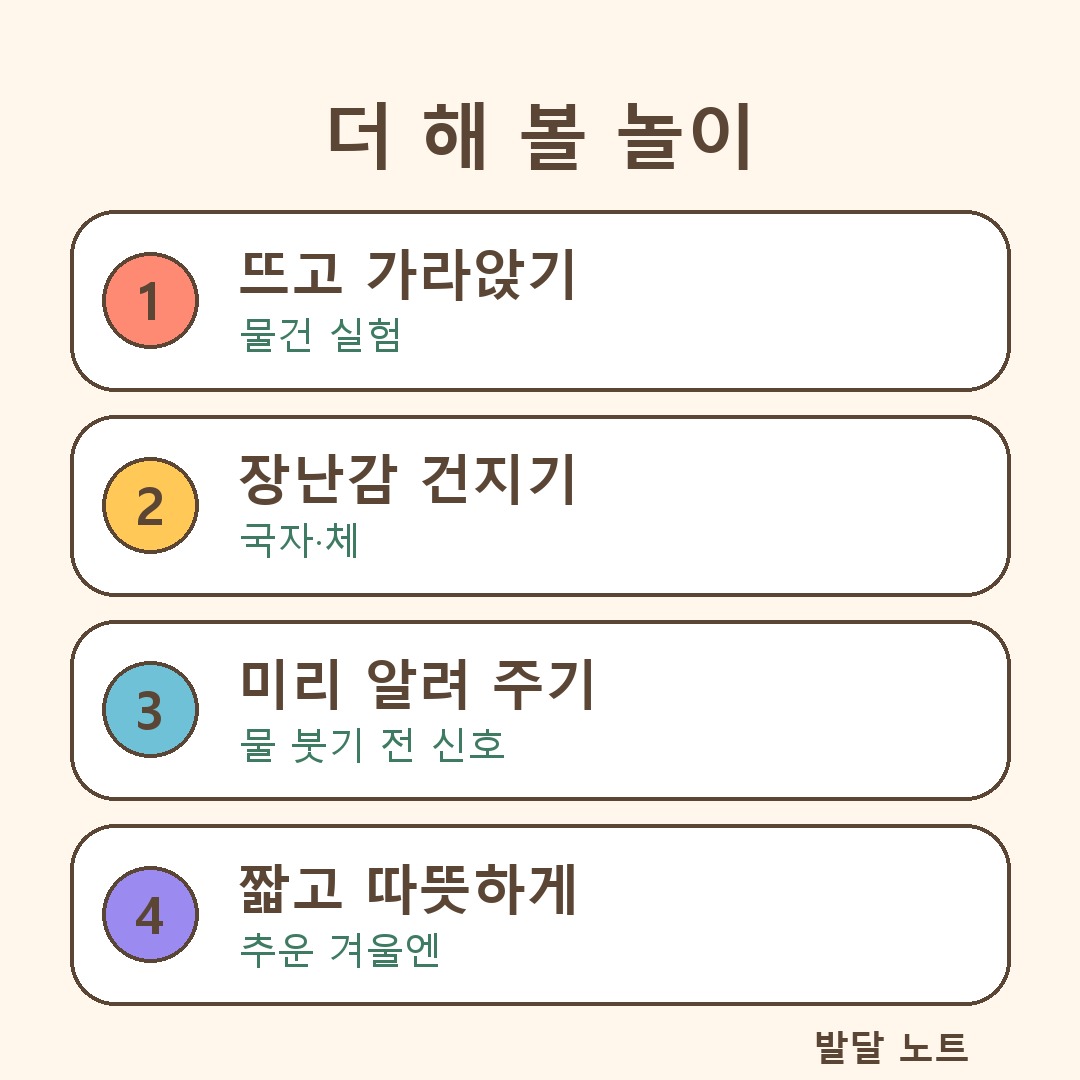 더 해 볼 놀이
1
뜨고 가라앉기
물건 실험
2
장난감 건지기
국자·체
3
미리 알려 주기
물 붓기 전 신호
4
짧고 따뜻하게
추운 겨울엔
발달 노트